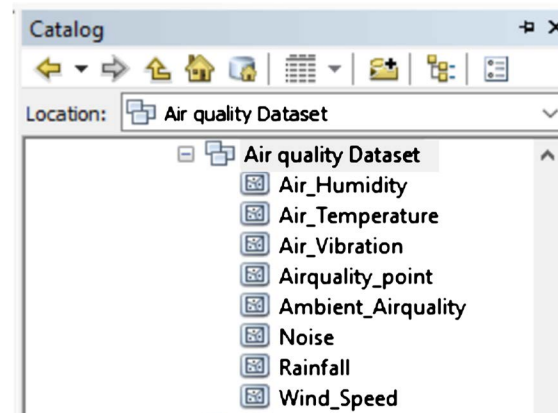 Catalog
Location: Air quality Dataset
Air quality Dataset
Air_Humidity
Air_Temperature
Air_Vibration
Airquality_point
Ambient_Airquality
Noise
Rainfall
Wind_Speed